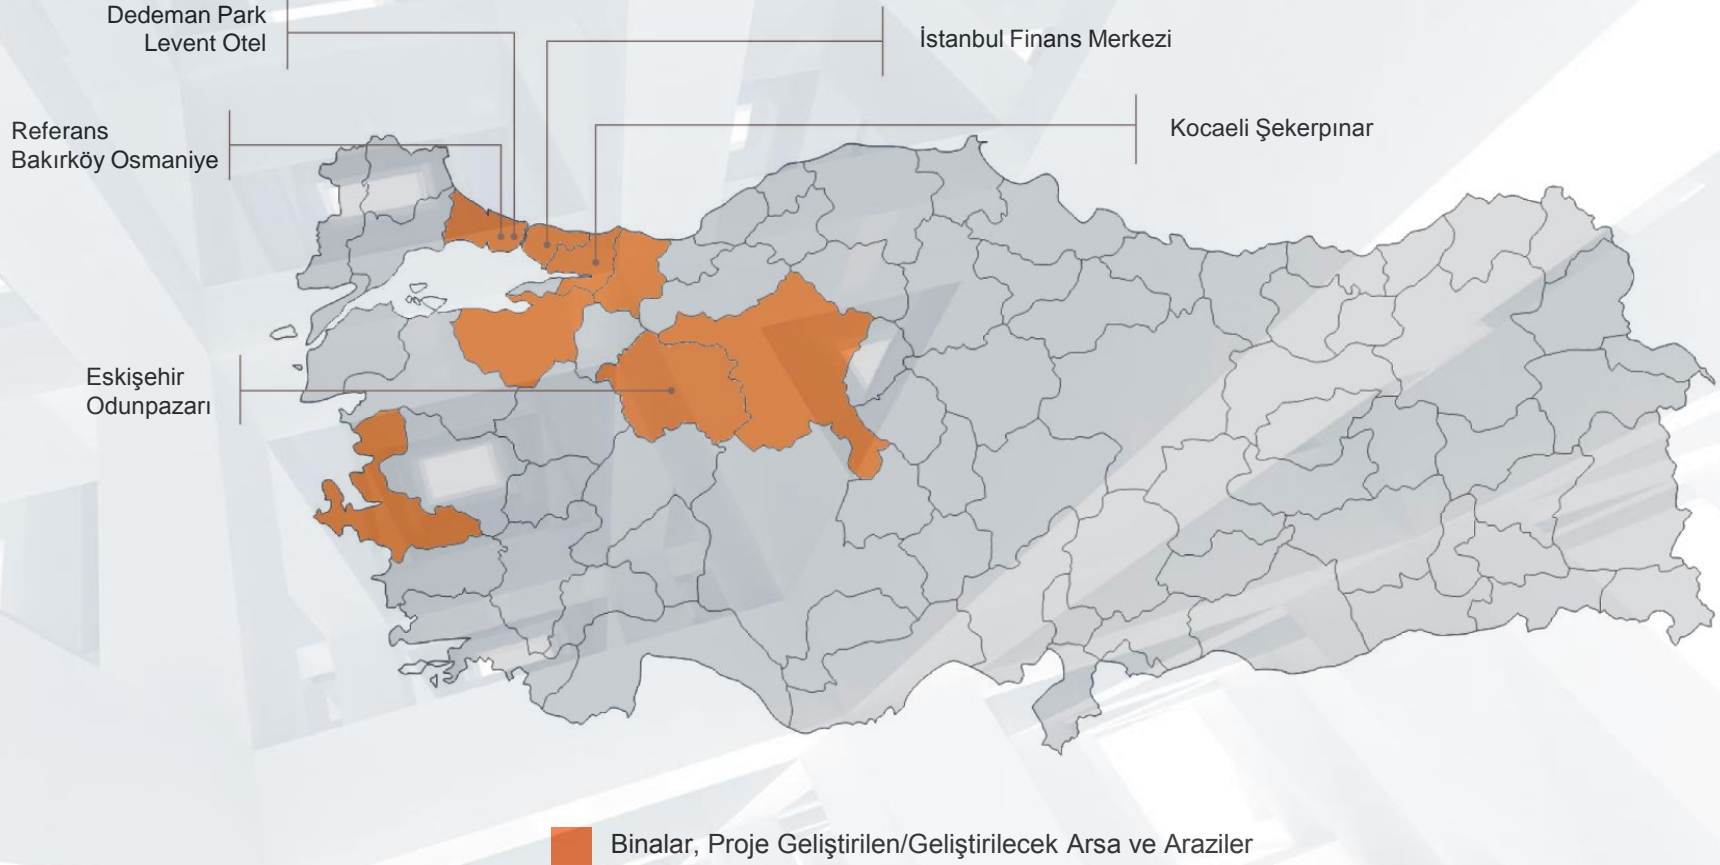 Dedeman Park
Levent Otel
İstanbul Finans Merkezi
Referans
Bakırköy Osmaniye
Kocaeli Şekerpınar
Eskişehir
Odunpazarı
Binalar, Proje Geliştirilen/Geliştirilecek Arsa ve Araziler